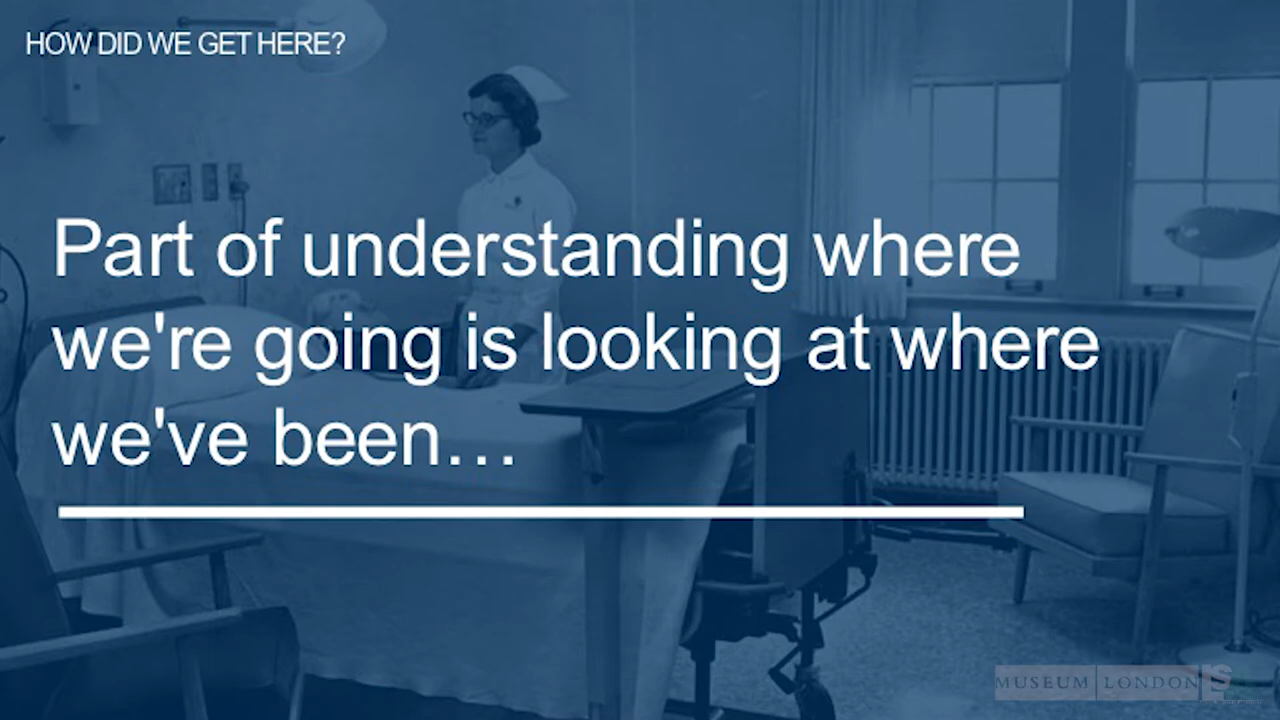 HOW DID WE GET HERE?
Part of understanding where
we're going is looking at where
we've been…
MUSEUM LONDON